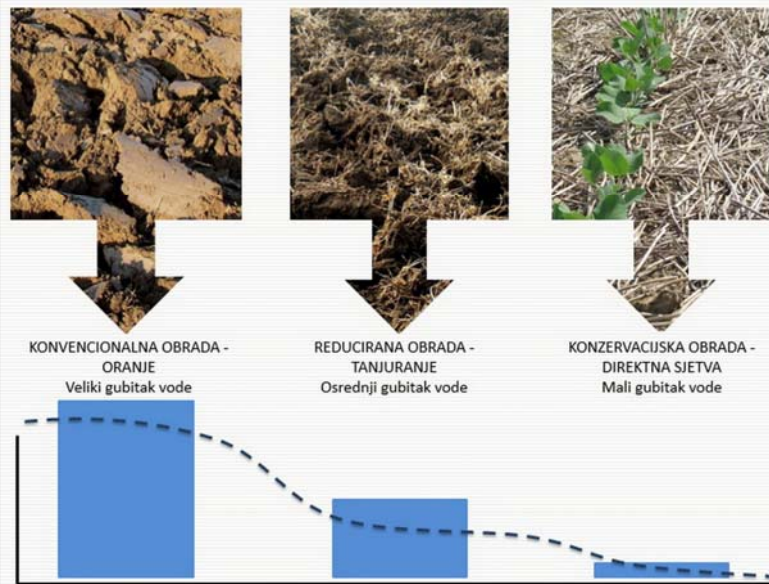 KONVENCIONALNA OBRADA -
ORANJE
Veliki gubitak vode
REDUCIRANA OBRADA -
TANJURANJE
Osrednji gubitak vode
KONZERVACIJSKA OBRADA -
DIREKTNA SJETVA
Mali gubitak vode